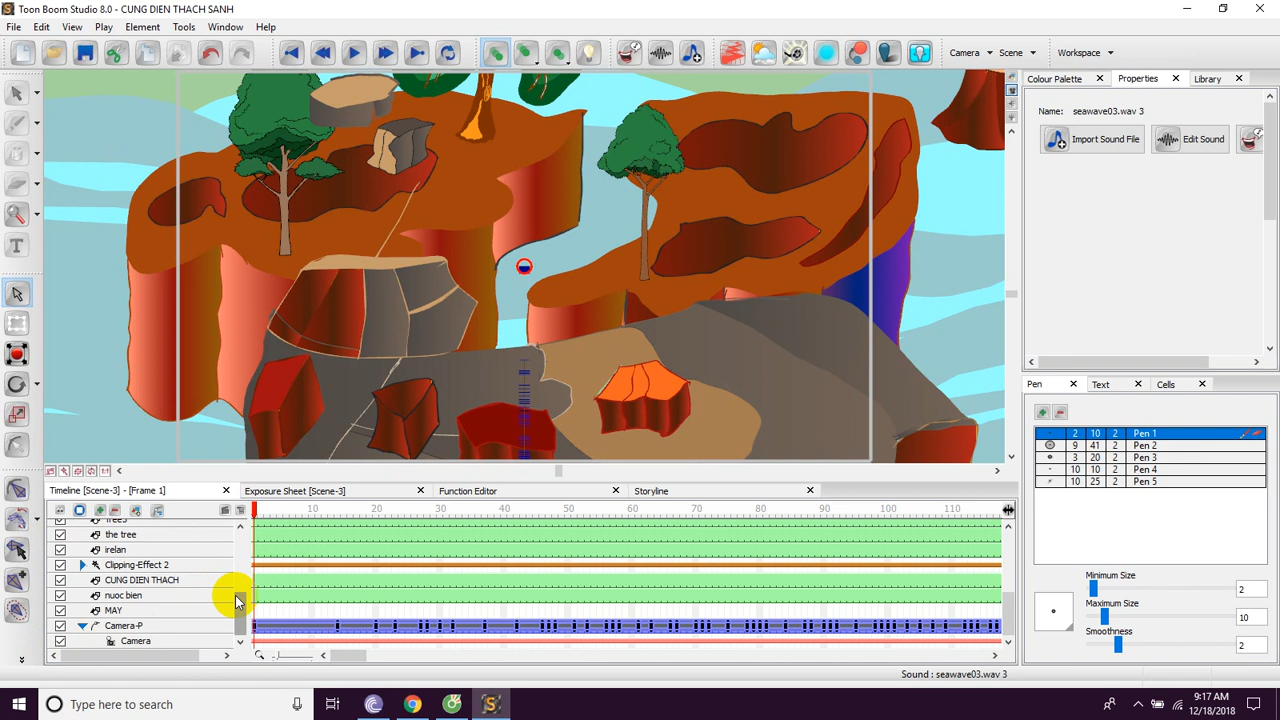 Toon Boom Studio 8.0 - CUNG DIEN THACH SANH
File Edit View Play Element Tools Window Help
Camera Scene Workspace
Colour Palette Properties Library
Name: seawave03.wav 3
Import Sound File Edit Sound
Pen Text Cells
2 10 2 Pen 1
9 41 2 Pen 2
3 20 2 Pen 3
10 10 2 Pen 4
10 25 2 Pen 5
Minimum Size
2
Maximum Size
10
Smoothness
2
Timeline [Scene-3] - [Frame 1] Exposure Sheet [Scene-3] Function Editor Storyline
10 20 30 40 50 60 70 80 90 100 110
the tree
irelan
Clipping-Effect 2
CUNG DIEN THACH
nuoc bien
MAY
Camera-P
Camera
Sound : seawave03.wav 3
Type here to search
9:17 AM
12/18/2018